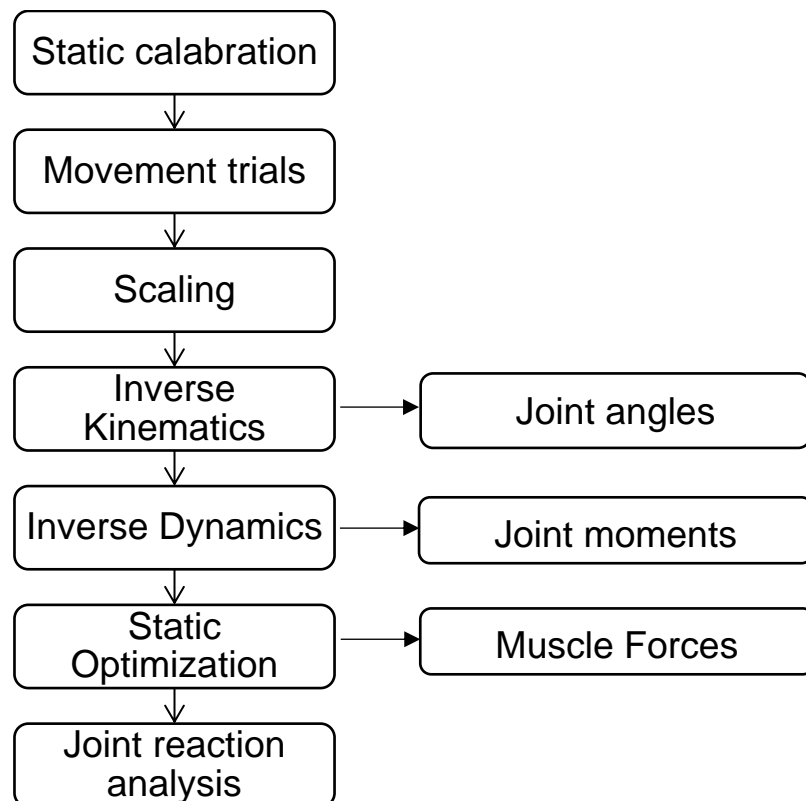 Static calabration
Movement trials
Scaling
Inverse
Kinematics
Joint angles
Inverse Dynamics
Joint moments
Static
Optimization
Muscle Forces
Joint reaction
analysis